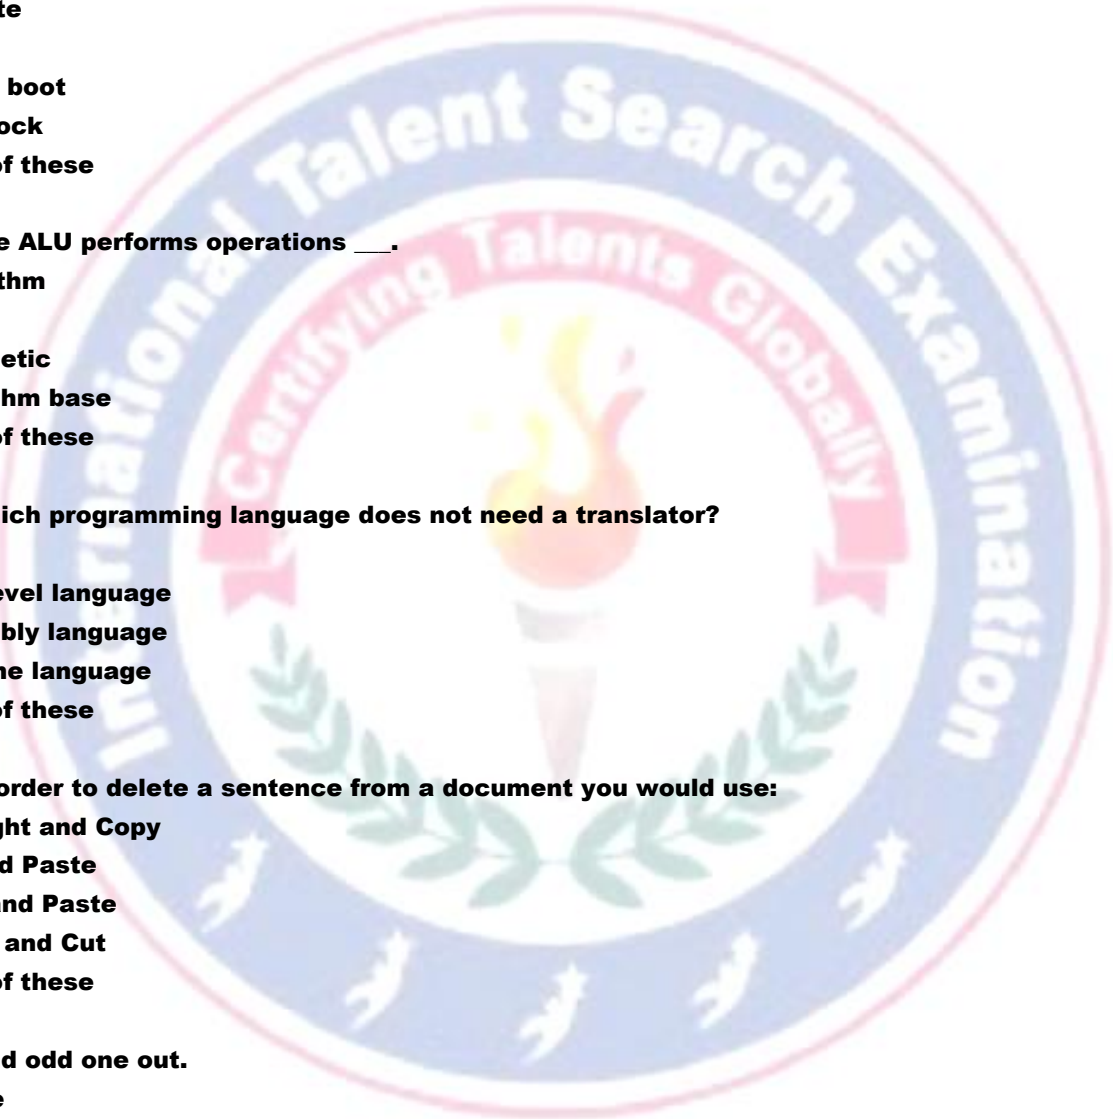 te
boot
ock
of these
e ALU performs operations ___.
thm
etic
hm base
of these
ich programming language does not need a translator?
evel language
bly language
ne language
of these
order to delete a sentence from a document you would use:
ght and Copy
d Paste
and Paste
and Cut
of these
d odd one out.
e
International Talent Search Examination
Certifying Talents Globally